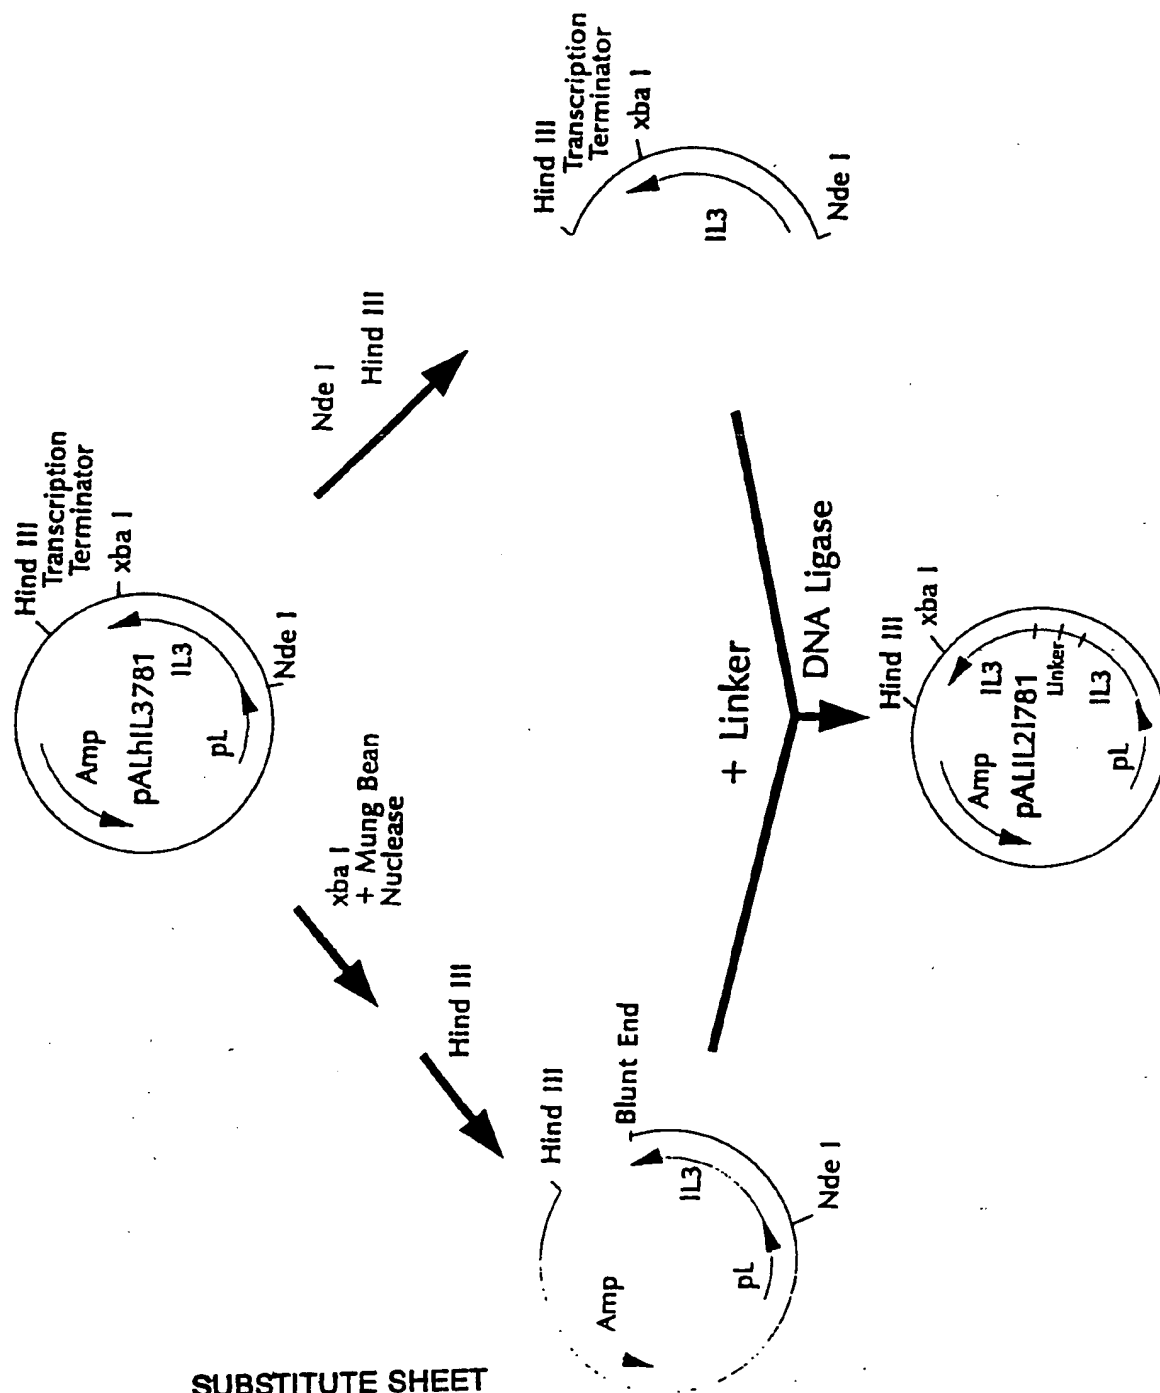 Hind III
Transcription
Terminator
xba I
Amp
pALhIL3781
IL3
pL
Nde I
xba I
+ Mung Bean
Nuclease
Hind III
Nde I
Hind III
Hind III
Blunt End
Amp
IL3
pL
Nde I
Hind III
Transcription
Terminator
xba I
IL3
Nde I
+ Linker
DNA Ligase
Hind III
xba I
Amp
IL3
pALIL2I781
Linker
IL3
pL
SUBSTITUTE SHEET